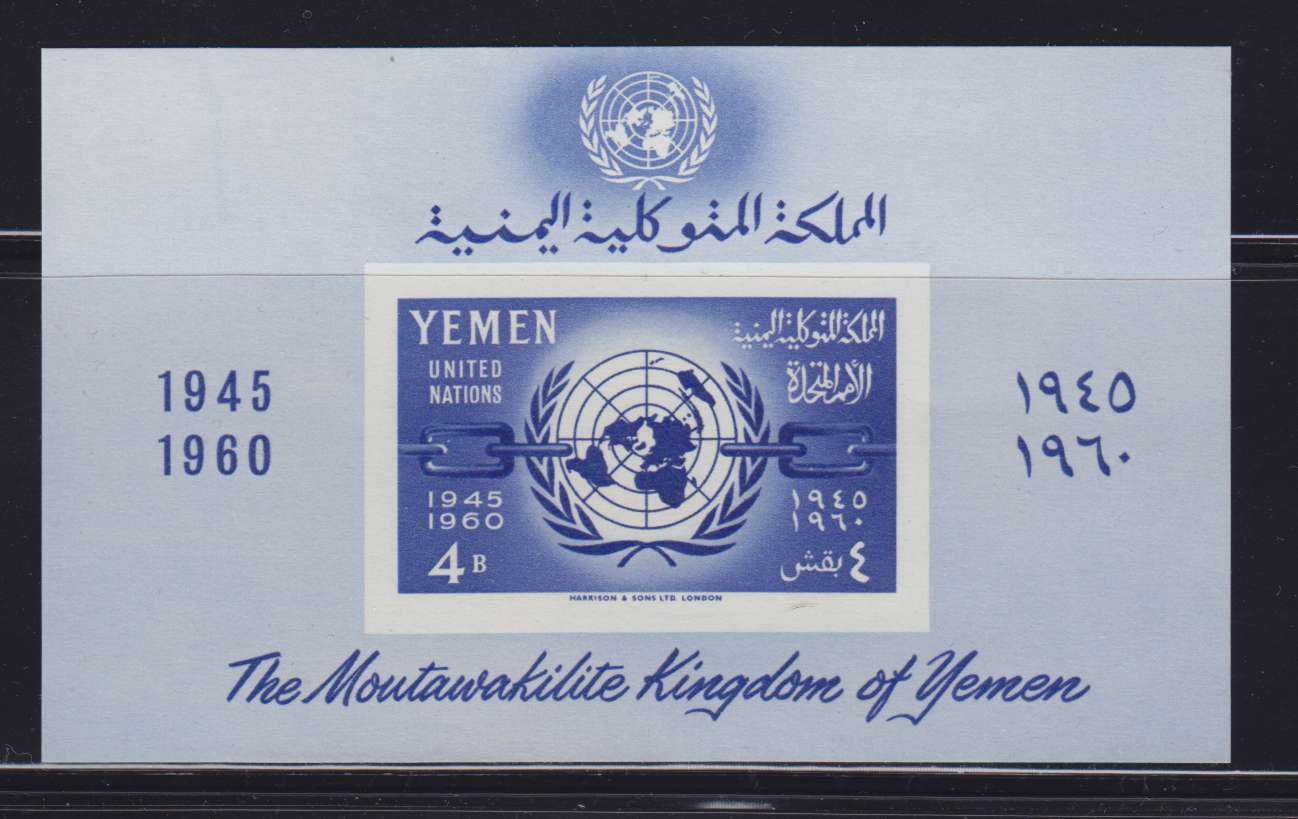 المملكة المتوكلية اليمنية
YEMEN
المملكة المتوكلية اليمنية
UNITED
NATIONS
الأمم المتحدة
1945
1960
١٩٤٥
١٩٦٠
1945
1960
١٩٤٥
١٩٦٠
4 B
٤ بقش
HARRISON & SONS LTD. LONDON
The Moutawakilite Kingdom of Yemen